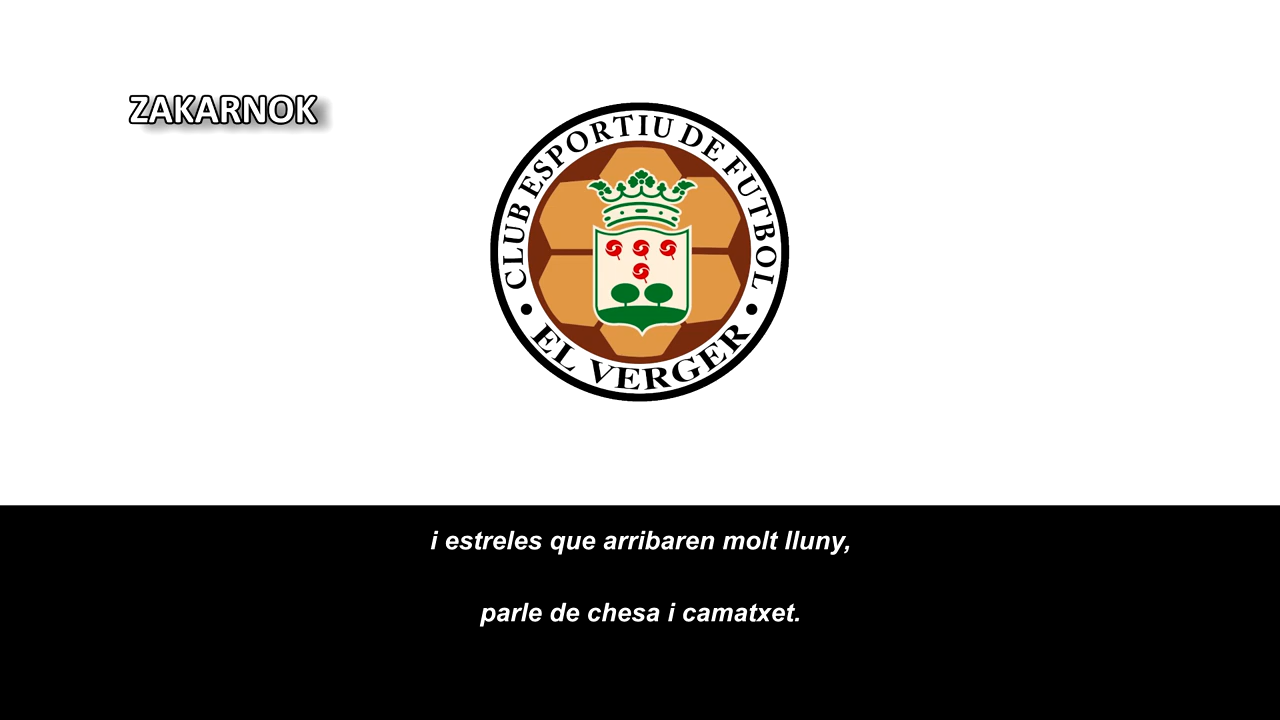 ZAKARNOK
CLUB ESPORTIU DE FUTBOL
• EL VERGER •
i estreles que arribaren molt lluny,
parle de chesa i camatxet.